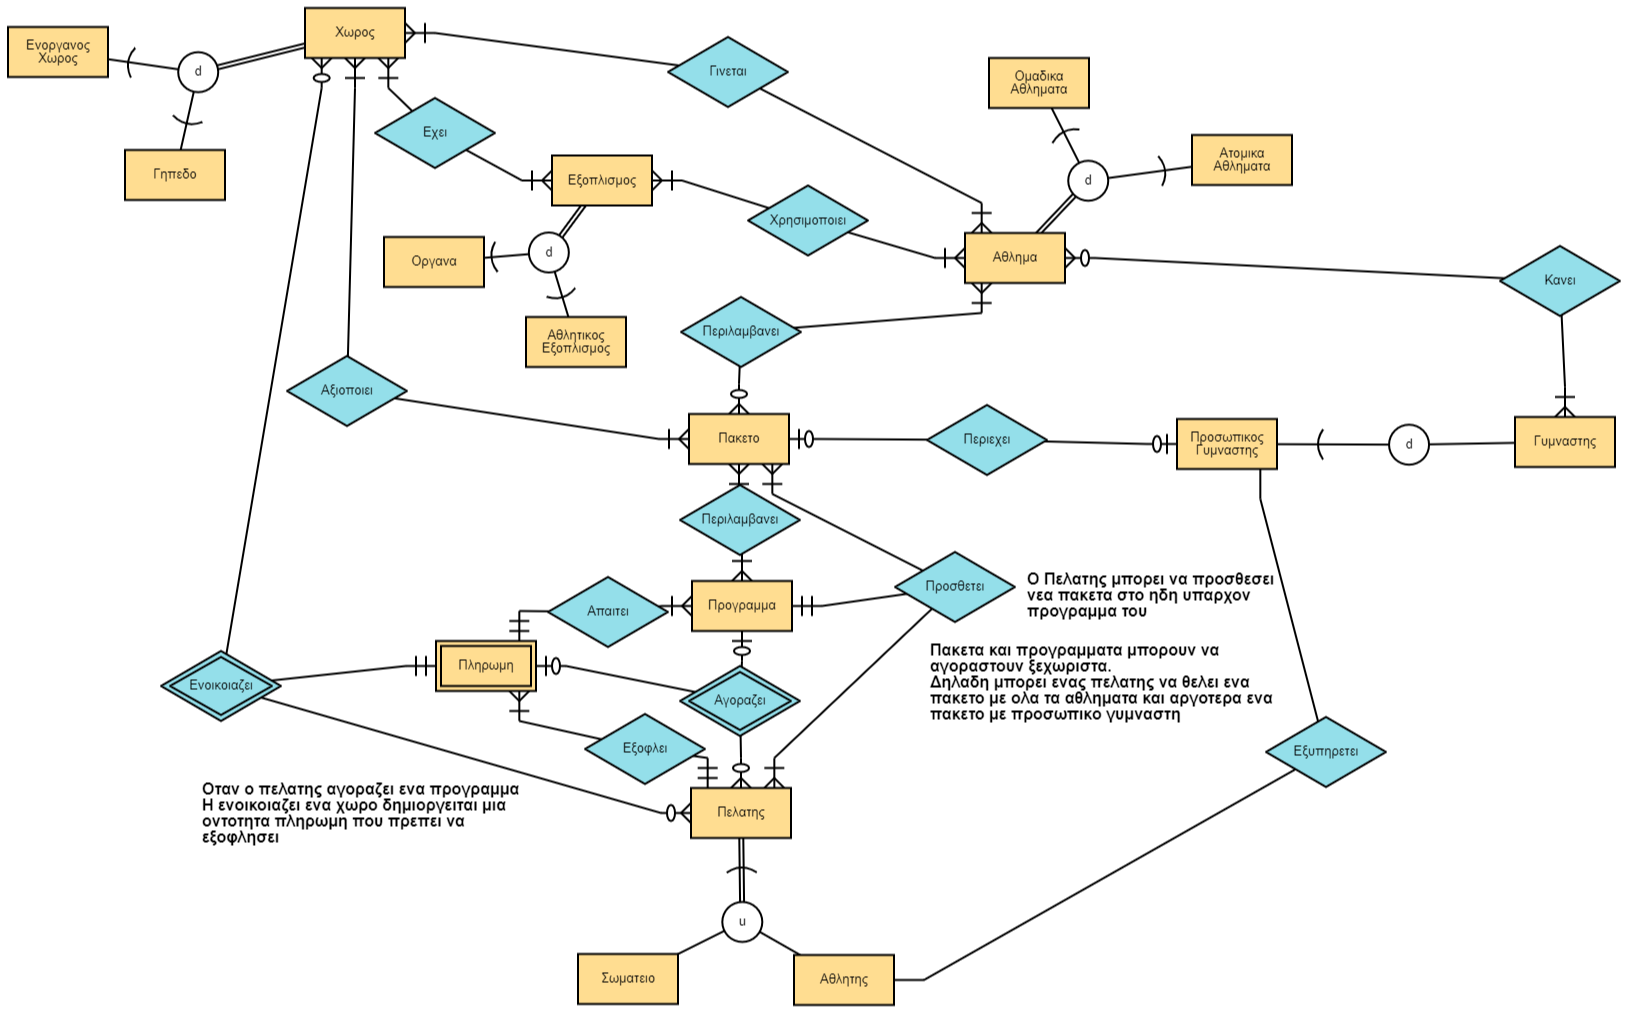 Χωρος
Ενοργανος
Χωρος
d
Γινεται
Ομαδικα
Αθληματα
Εχει
Γηπεδο
Εξοπλισμος
d
Ατομικα
Αθληματα
Χρησιμοποιει
Οργανα
d
Αθλημα
Κανει
Αθλητικος
Εξοπλισμος
Περιλαμβανει
Αξιοποιει
Πακετο
Περιεχει
Προσωπικος
Γυμναστης
d
Γυμναστης
Περιλαμβανει
Προσθετει
Ο Πελατης μπορει να προσθεσει
νεα πακετα στο ηδη υπαρχον
προγραμμα του
Απαιτει
Προγραμμα
Πακετα και προγραμματα μπορουν να
αγοραστουν ξεχωριστα.
Δηλαδη μπορει ενας πελατης να θελει ενα
πακετο με ολα τα αθληματα και αργοτερα ενα
πακετο με προσωπικο γυμναστη
Ενοικοιαζει
Πληρωμη
Αγοραζει
Εξοφλει
Εξυπηρετει
Οταν ο πελατης αγοραζει ενα προγραμμα
Η ενοικοιαζει ενα χωρο δημιοργειται μια
οντοτητα πληρωμη που πρεπει να
εξοφλησει
Πελατης
u
Σωματειο
Αθλητης